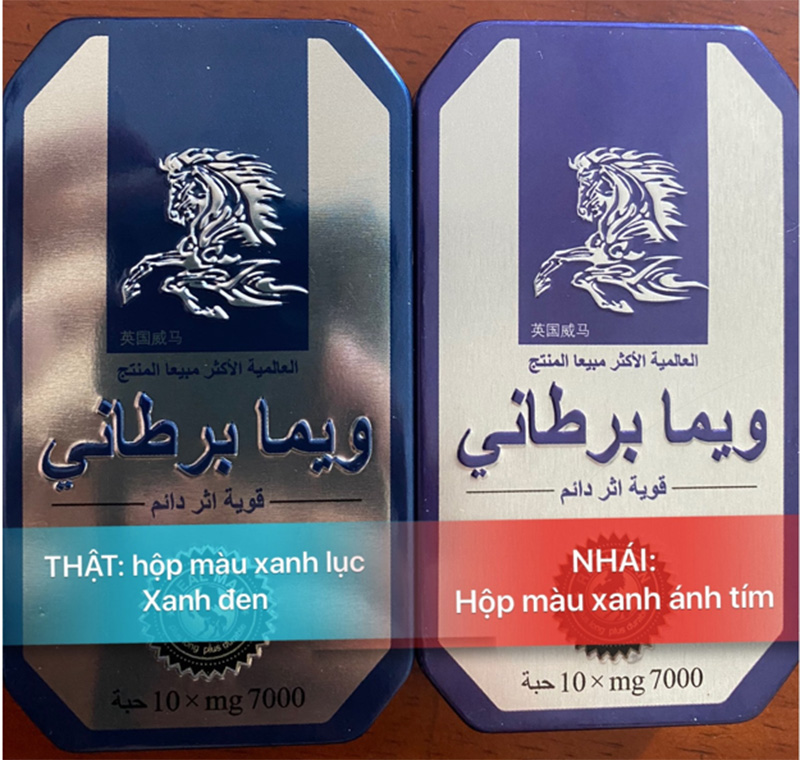 英国威马
العالمية الأكثر مبيعا المنتج
ويما برطاني
قوية اثر دائم
THẬT: hộp màu xanh lục
Xanh đen
10 × mg 7000 حبة
英国威马
العالمية الأكثر مبيعا المنتج
ويما برطاني
قوية اثر دائم
NHÁI:
Hộp màu xanh ánh tím
10 × mg 7000 حبة